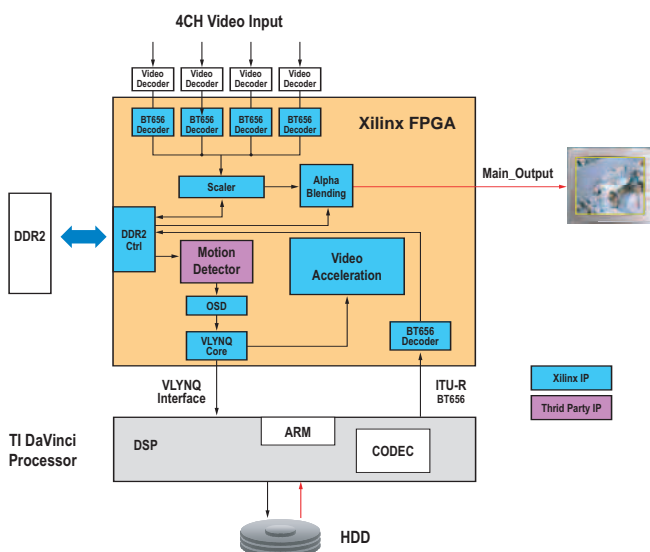 4CH Video Input
Video
Decoder
Video
Decoder
Video
Decoder
Video
Decoder
BT656
Decoder
BT656
Decoder
BT656
Decoder
BT656
Decoder
Xilinx FPGA
Scaler
Alpha
Blending
Main_Output
DDR2
DDR2
Ctrl
Motion
Detector
Video
Acceleration
OSD
VLYNQ
Core
BT656
Decoder
VLYNQ
Interface
ITU-R
BT656
Xilinx IP
Thrid Party IP
TI DaVinci
Processor
DSP
ARM
CODEC
HDD